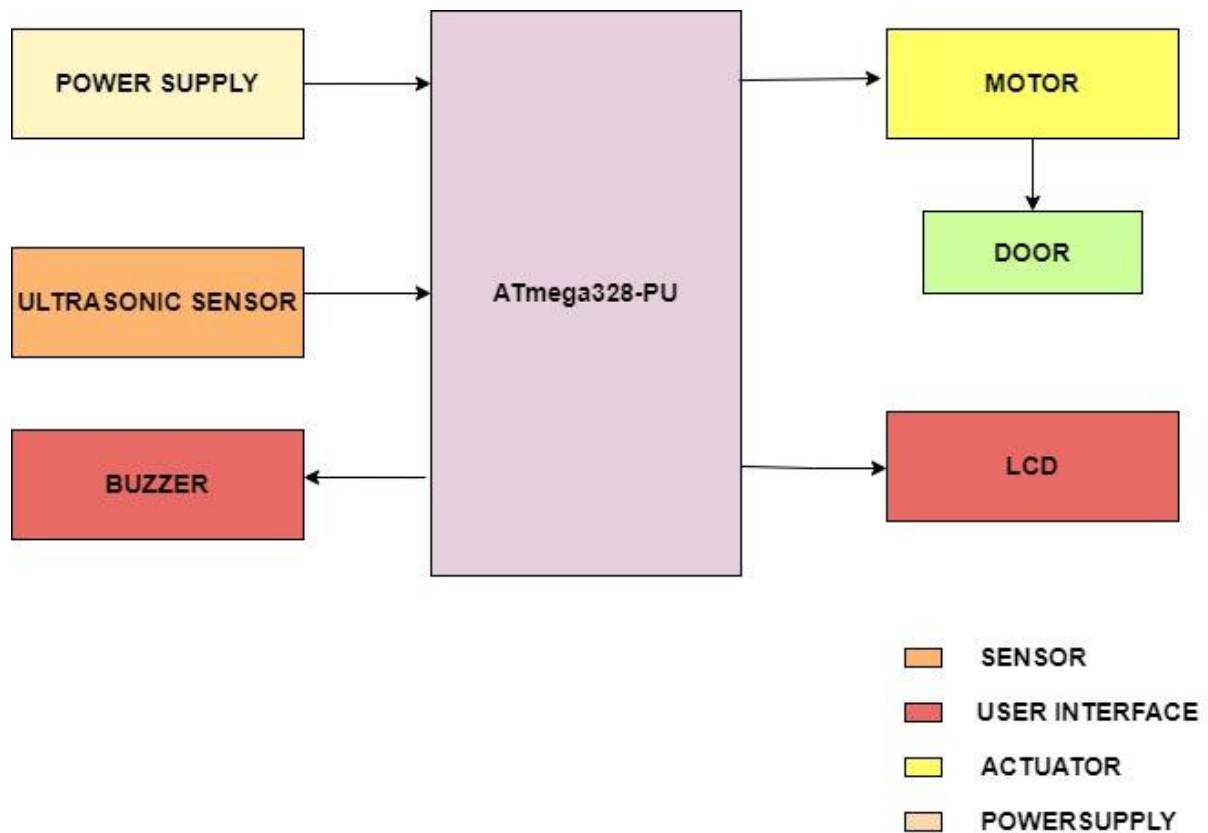 POWER SUPPLY
MOTOR
DOOR
ULTRASONIC SENSOR
ATmega328-PU
BUZZER
LCD
SENSOR
USER INTERFACE
ACTUATOR
POWERSUPPLY